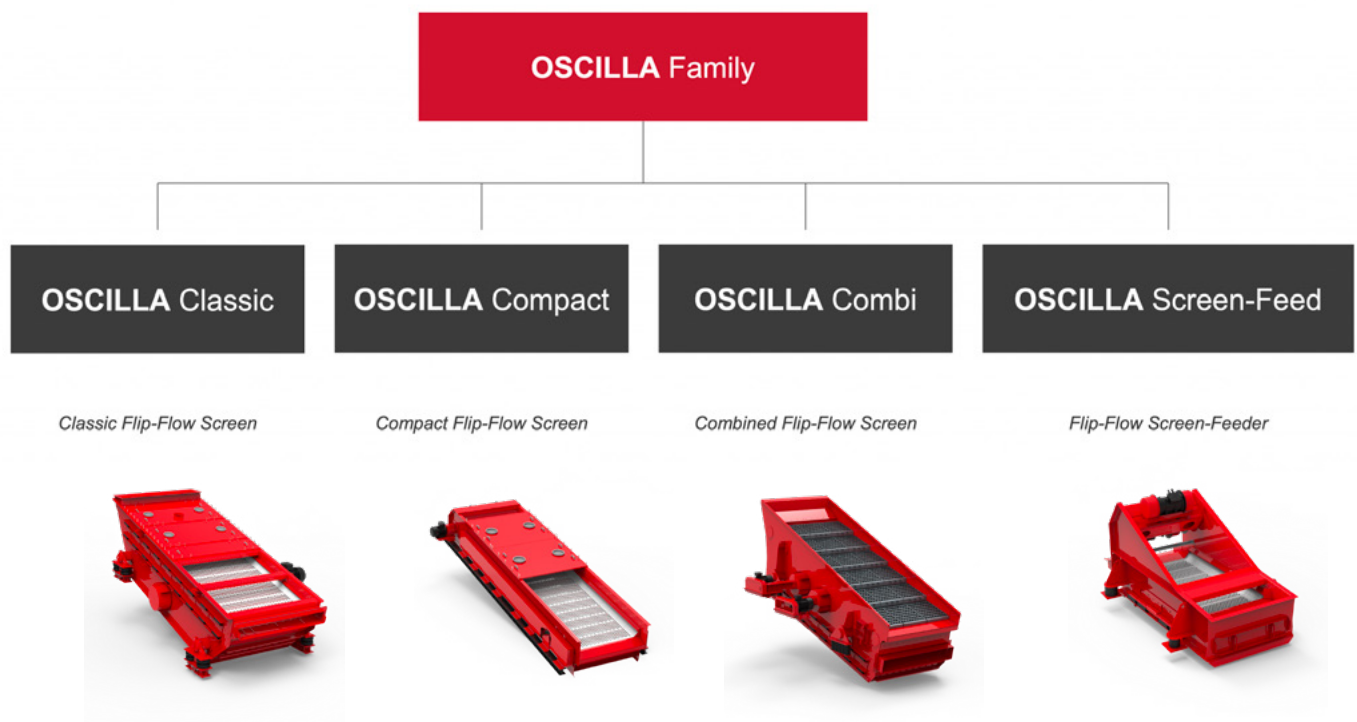 OSCILLA Family
OSCILLA Classic
OSCILLA Compact
OSCILLA Combi
OSCILLA Screen-Feed
Classic Flip-Flow Screen
Compact Flip-Flow Screen
Combined Flip-Flow Screen
Flip-Flow Screen-Feeder